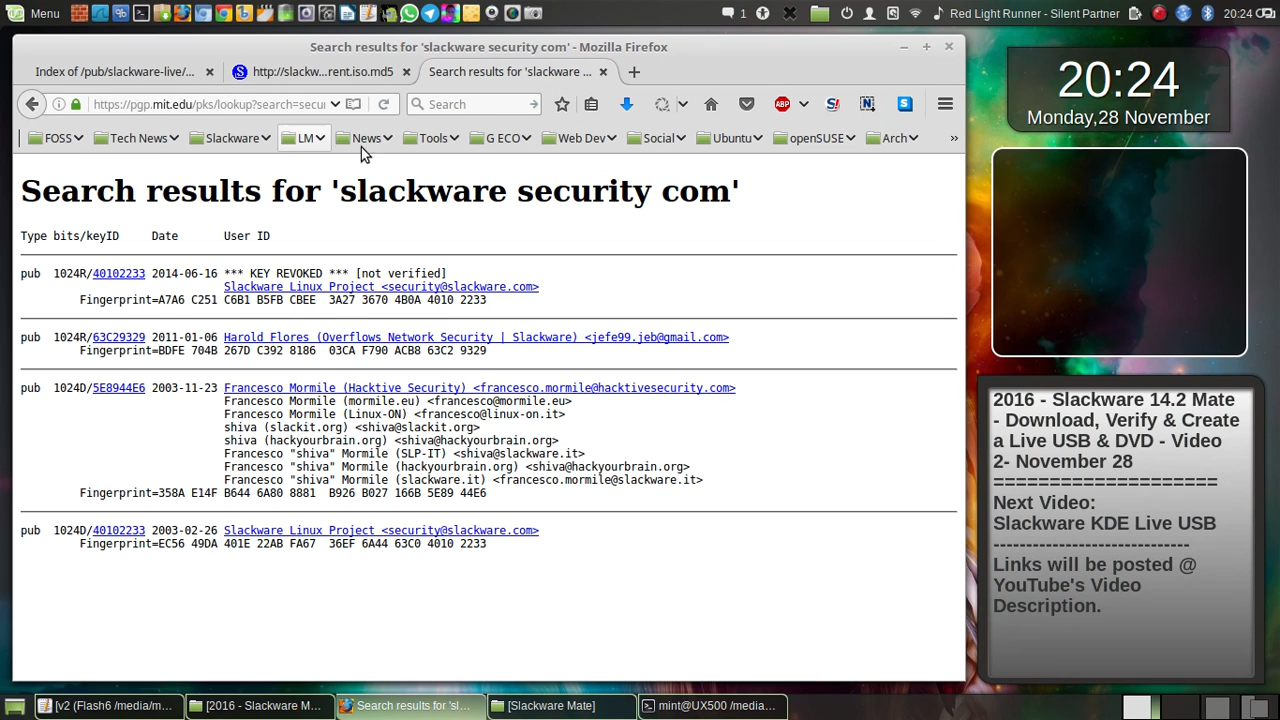 Menu
1
Red Light Runner - Silent Partner
20:24
Search results for 'slackware security com' - Mozilla Firefox
Index of /pub/slackware-live/...
http://slackw...rent.iso.md5
Search results for 'slackware ...
https://pgp.mit.edu/pks/lookup?search=secu
Search
ABP
FOSS
Tech News
Slackware
LM
News
Tools
G ECO
Web Dev
Social
Ubuntu
openSUSE
Arch
»
Search results for 'slackware security com'
Type bits/keyID Date User ID
pub 1024R/40102233 2014-06-16 *** KEY REVOKED *** [not verified]
Slackware Linux Project <security@slackware.com>
Fingerprint=A7A6 C251 C6B1 B5FB CBEE 3A27 3670 4B0A 4010 2233
pub 1024R/63C29329 2011-01-06 Harold Flores (Overflows Network Security | Slackware) <jefe99.jeb@gmail.com>
Fingerprint=BDFE 704B 267D C392 8186 03CA F790 ACB8 63C2 9329
pub 1024D/5E8944E6 2003-11-23 Francesco Mormile (Hacktive Security) <francesco.mormile@hacktivesecurity.com>
Francesco Mormile (mormile.eu) <francesco@mormile.eu>
Francesco Mormile (Linux-ON) <francesco@linux-on.it>
shiva (slackit.org) <shiva@slackit.org>
shiva (hackyourbrain.org) <shiva@hackyourbrain.org>
Francesco "shiva" Mormile (SLP-IT) <shiva@slackware.it>
Francesco "shiva" Mormile (hackyourbrain.org) <shiva@hackyourbrain.org>
Francesco "shiva" Mormile (slackware.it) <francesco.mormile@slackware.it>
Fingerprint=358A E14F B644 6A80 8881 B926 B027 166B 5E89 44E6
pub 1024D/40102233 2003-02-26 Slackware Linux Project <security@slackware.com>
Fingerprint=EC56 49DA 401E 22AB FA67 36EF 6A44 63C0 4010 2233
20:24
Monday,28 November
2016 - Slackware 14.2 Mate
- Download, Verify & Create
a Live USB & DVD - Video
2- November 28
====================
Next Video:
Slackware KDE Live USB
----------------------------
Links will be posted @
YouTube's Video
Description.
[v2 (Flash6 /media/m...
[2016 - Slackware M...
Search results for 'sl...
[Slackware Mate]
mint@UX500 /media...